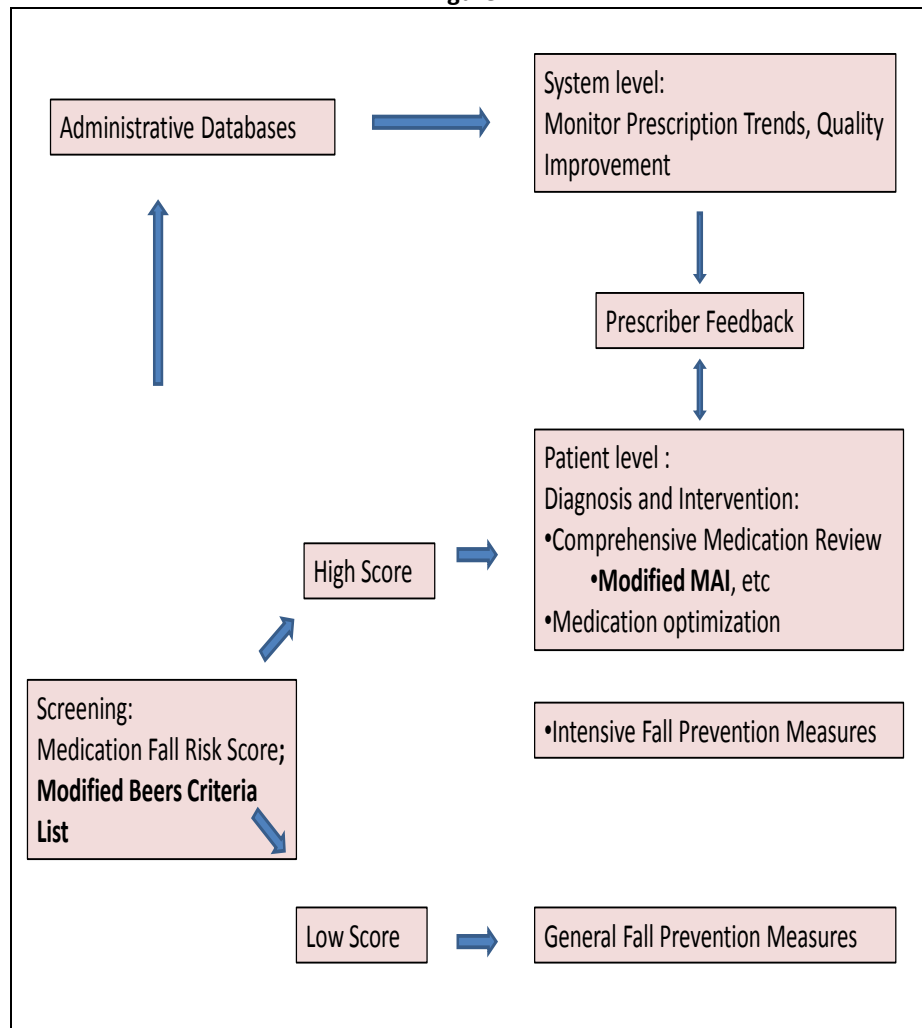 Administrative Databases
System level:
Monitor Prescription Trends, Quality
Improvement
Prescriber Feedback
Patient level :
Diagnosis and Intervention:
•Comprehensive Medication Review
•Modified MAI, etc
•Medication optimization
High Score
Screening:
Medication Fall Risk Score;
Modified Beers Criteria
List
•Intensive Fall Prevention Measures
Low Score
General Fall Prevention Measures